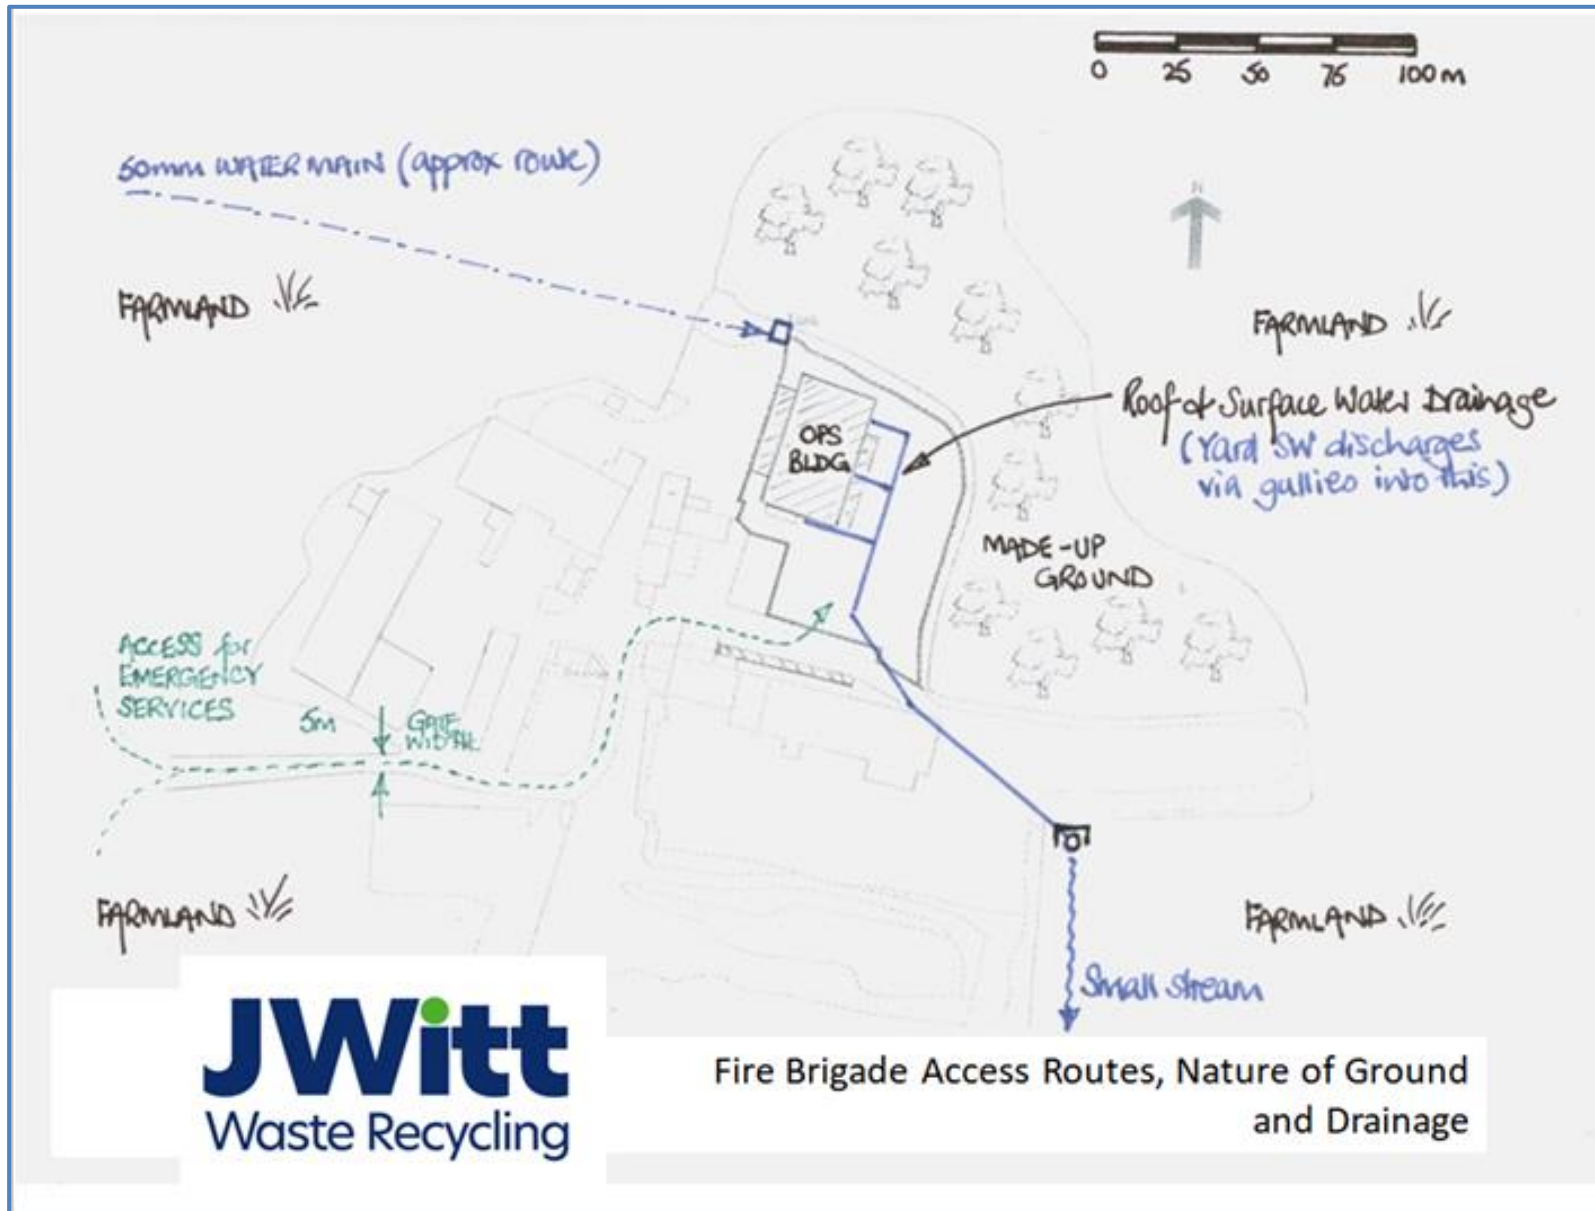 0 25 50 75 100m
50mm WATER MAIN (approx route)
N
FARMLAND
FARMLAND
Roof & Surface Water Drainage
(Yard SW discharges
via gullies into this)
OPS
BLDG
MADE-UP
GROUND
ACCESS for
EMERGENCY
SERVICES
5m
GATE
WIDTH
FARMLAND
FARMLAND
Small stream
JWitt
Waste Recycling
Fire Brigade Access Routes, Nature of Ground
and Drainage